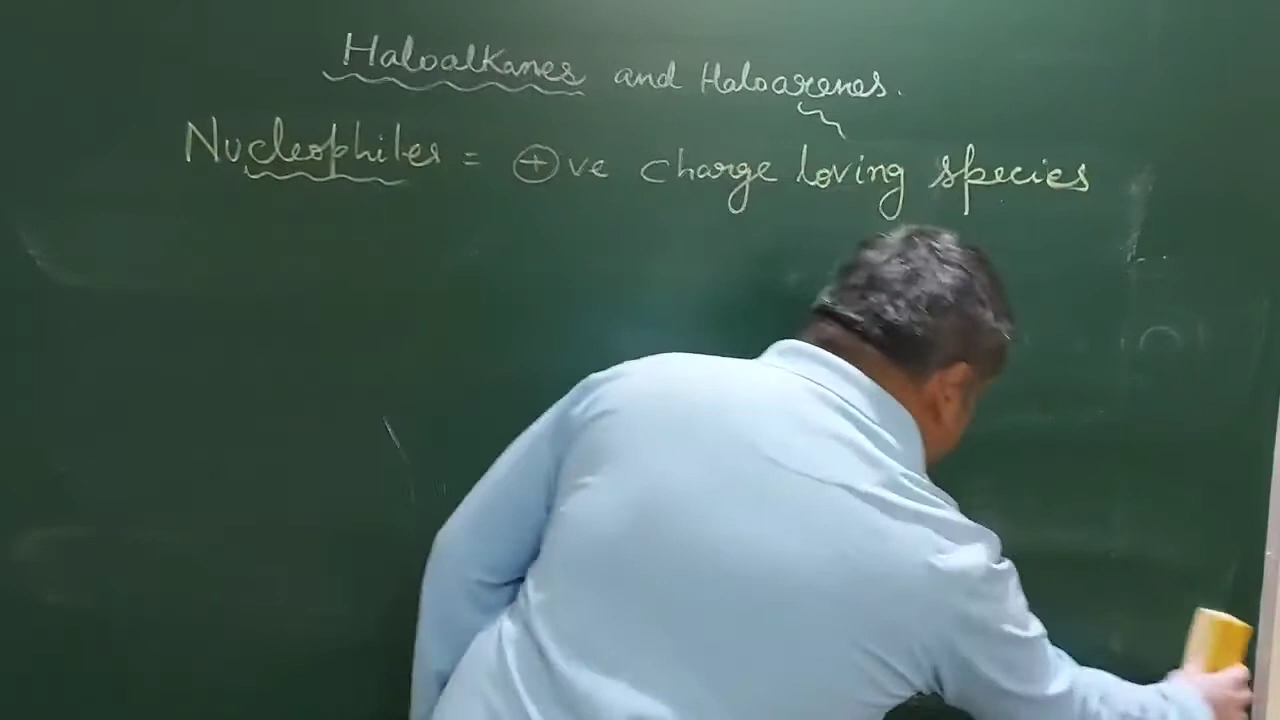 Haloalkanes and Haloarenes.
Nucleophiles = ⊕ve charge loving species